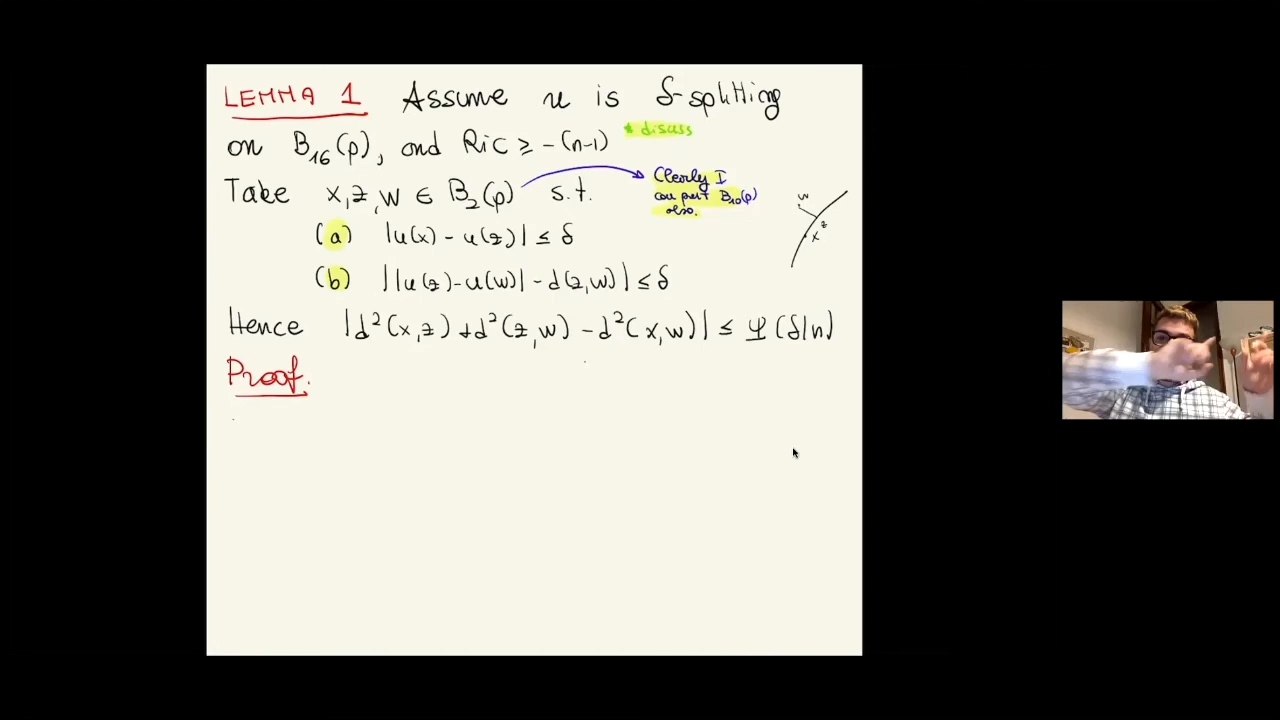 LEMMA 1 Assume u is δ-splitting
on B₁₆(p), and Ric ≥ -(n-1) * discuss
Take x,z,w ∈ B₂(p) s.t.
Clearly I
can put B₁₀(p)
also.
w
z
x
(a) |u(x) - u(z)| ≤ δ
(b) ||u(z)-u(w)| - d(z,w)| ≤ δ
Hence |d²(x,z) + d²(z,w) - d²(x,w)| ≤ Ψ(δ|n)
Proof.